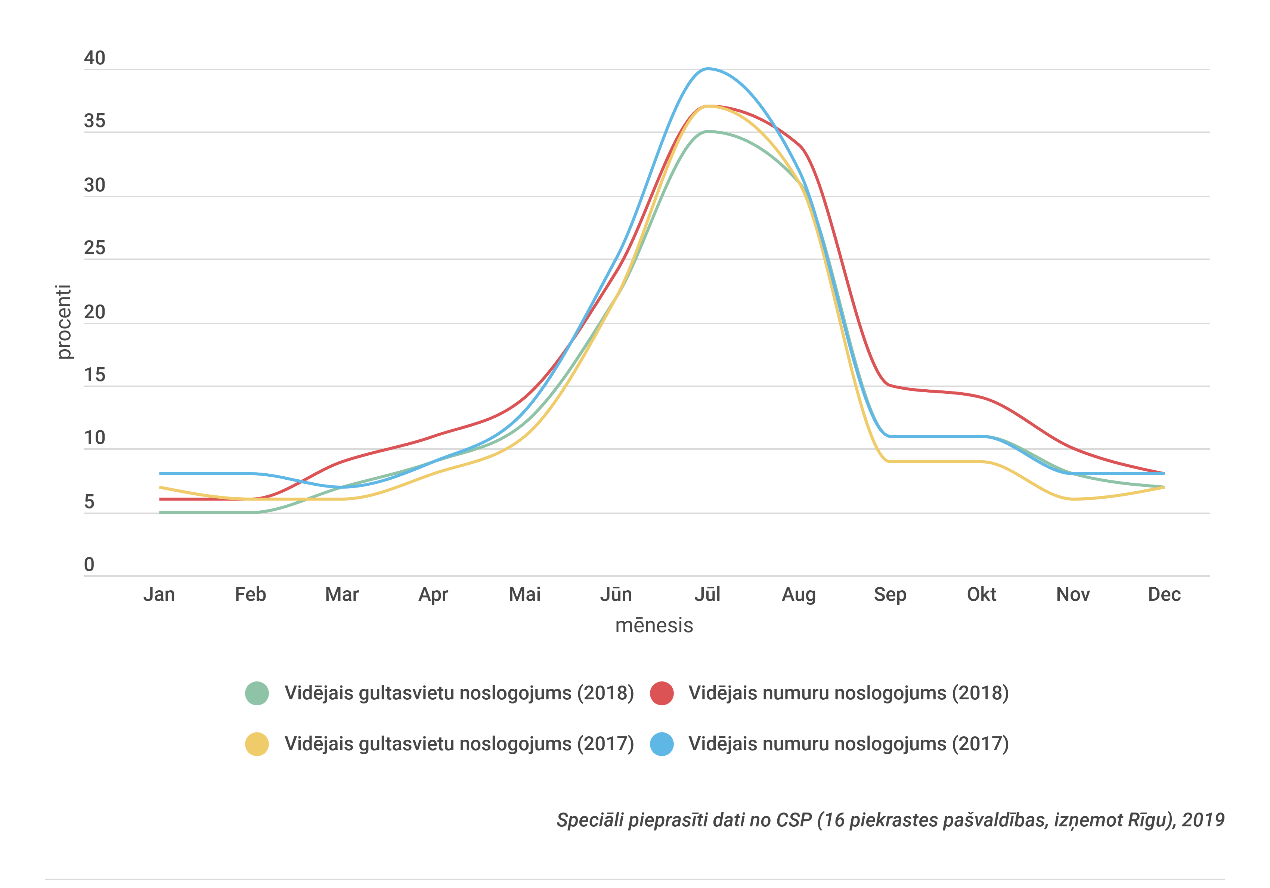 40
35
30
25
20
15
10
5
0
procenti
Jan Feb Mar Apr Mai Jūn Jūl Aug Sep Okt Nov Dec
mēnesis
Vidējais gultasvietu noslogojums (2018) Vidējais numuru noslogojums (2018)
Vidējais gultasvietu noslogojums (2017) Vidējais numuru noslogojums (2017)
Speciāli pieprasīti dati no CSP (16 piekrastes pašvaldības, izņemot Rīgu), 2019